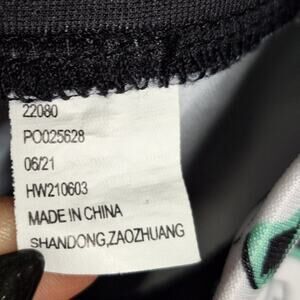 22080
PO025628
06/21
HW210603
MADE IN CHINA
SHANDONG,ZAOZHUANG